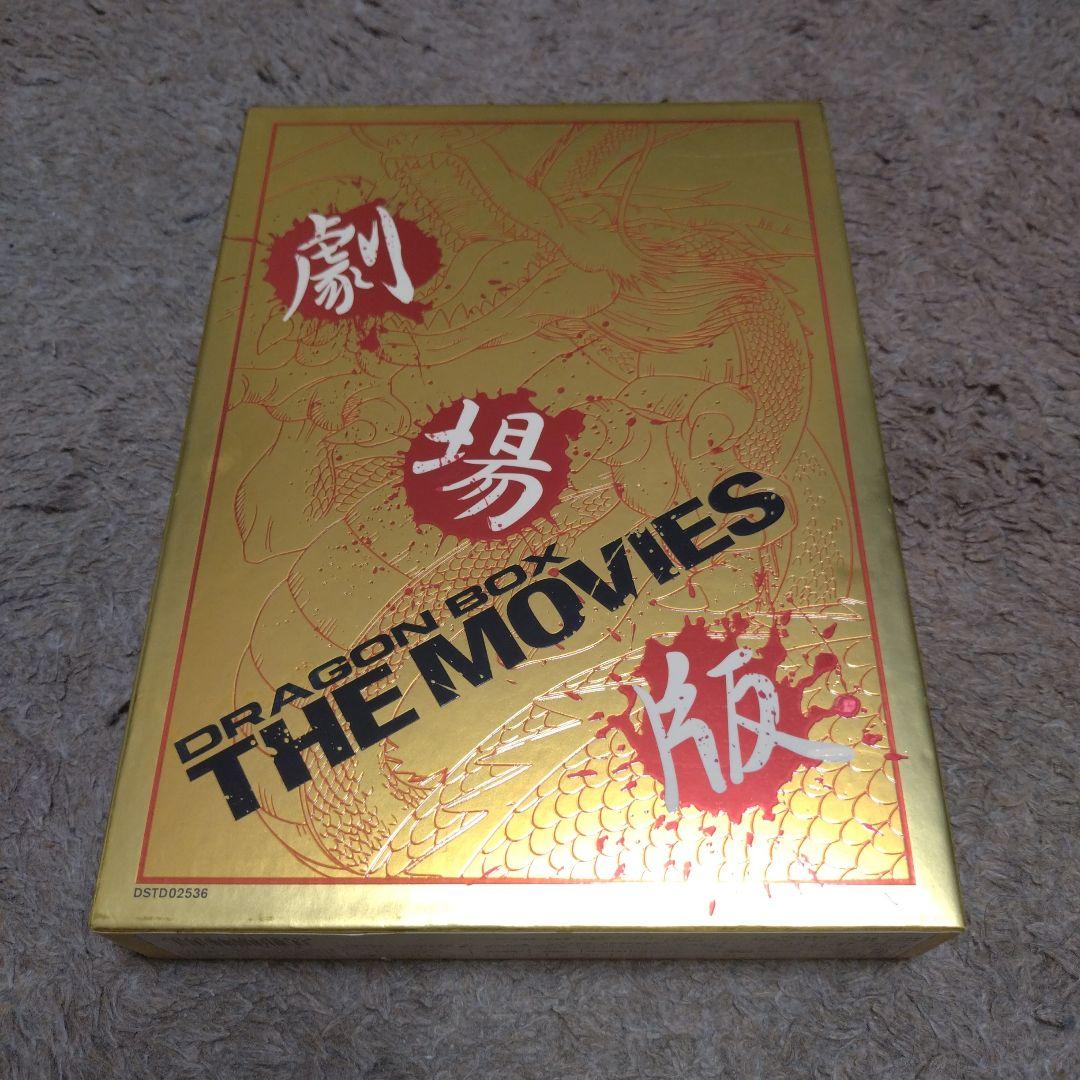 劇
場
版
DRAGON BOX
THE MOVIES
DSTD02536